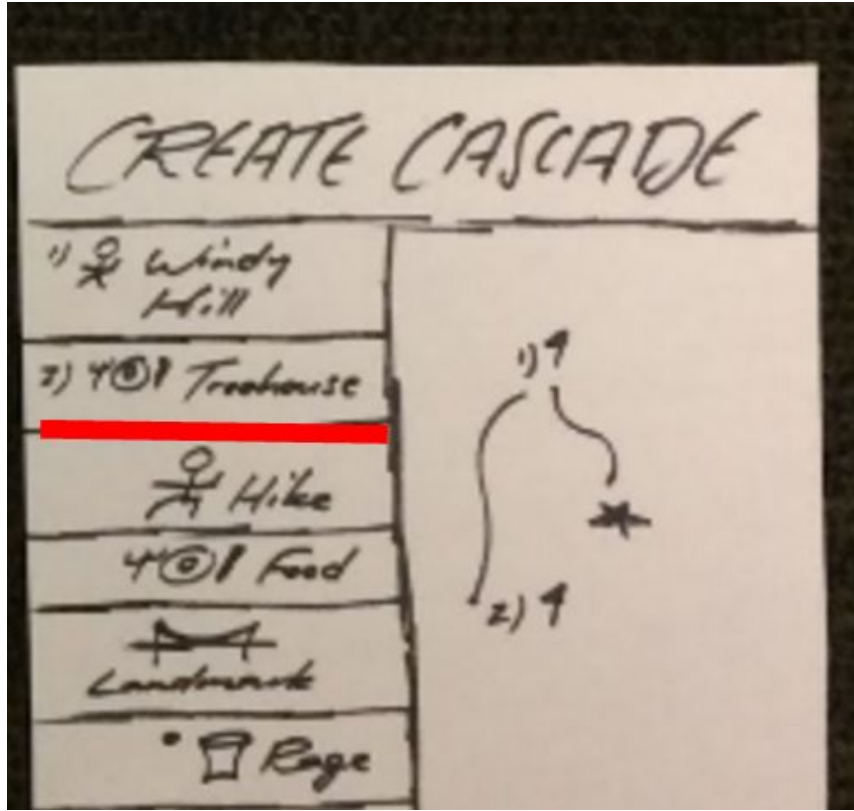 CREATE CASCADE
1) Windy
Hill
2) Treehouse
Hike
Food
Landmark
Rage
1)
2)